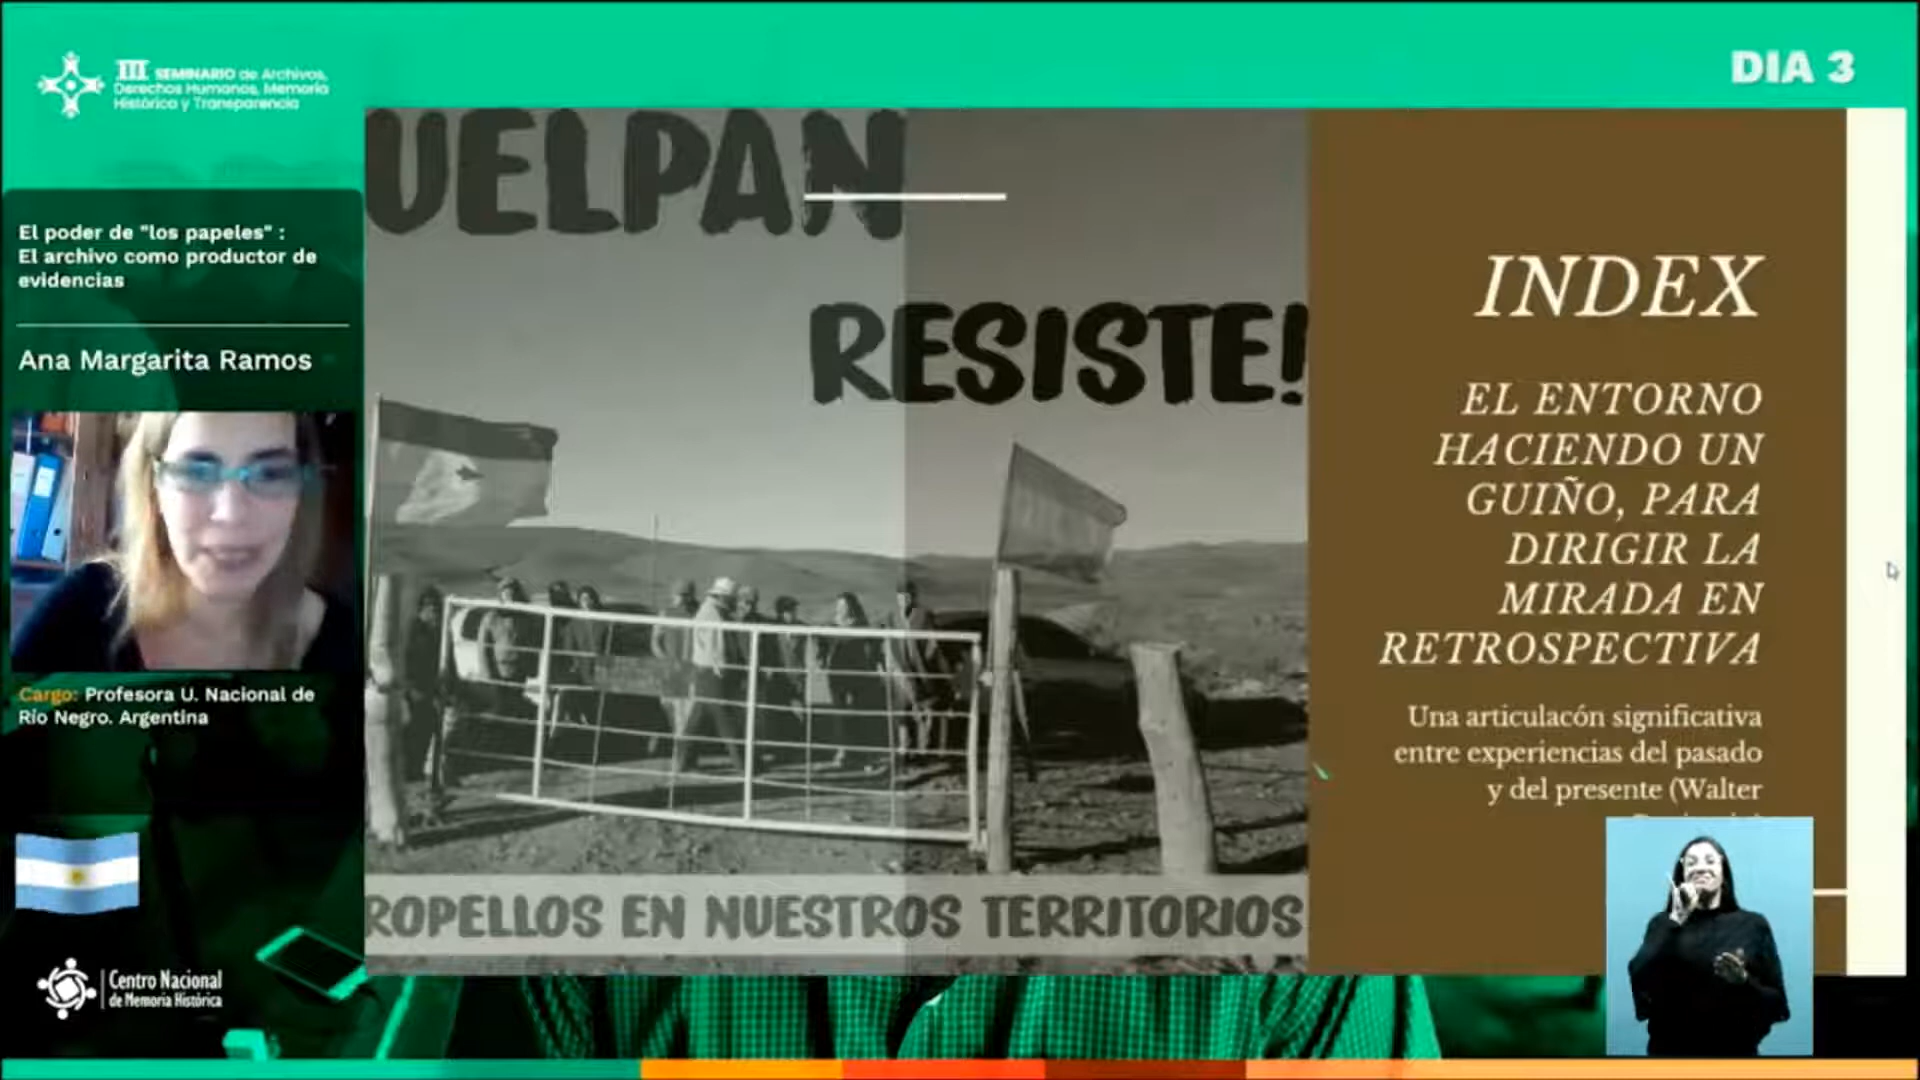 III SEMINARIO de Archivos,
Derechos Humanos, Memoria
Histórica y Transparencia
DIA 3
El poder de "los papeles" :
El archivo como productor de
evidencias
Ana Margarita Ramos
Cargo: Profesora U. Nacional de
Río Negro. Argentina
Centro Nacional
de Memoria Histórica
UELPAN
RESISTE!
ROPELLOS EN NUESTROS TERRITORIOS
INDEX
EL ENTORNO
HACIENDO UN
GUIÑO, PARA
DIRIGIR LA
MIRADA EN
RETROSPECTIVA
Una articulacón significativa
entre experiencias del pasado
y del presente (Walter